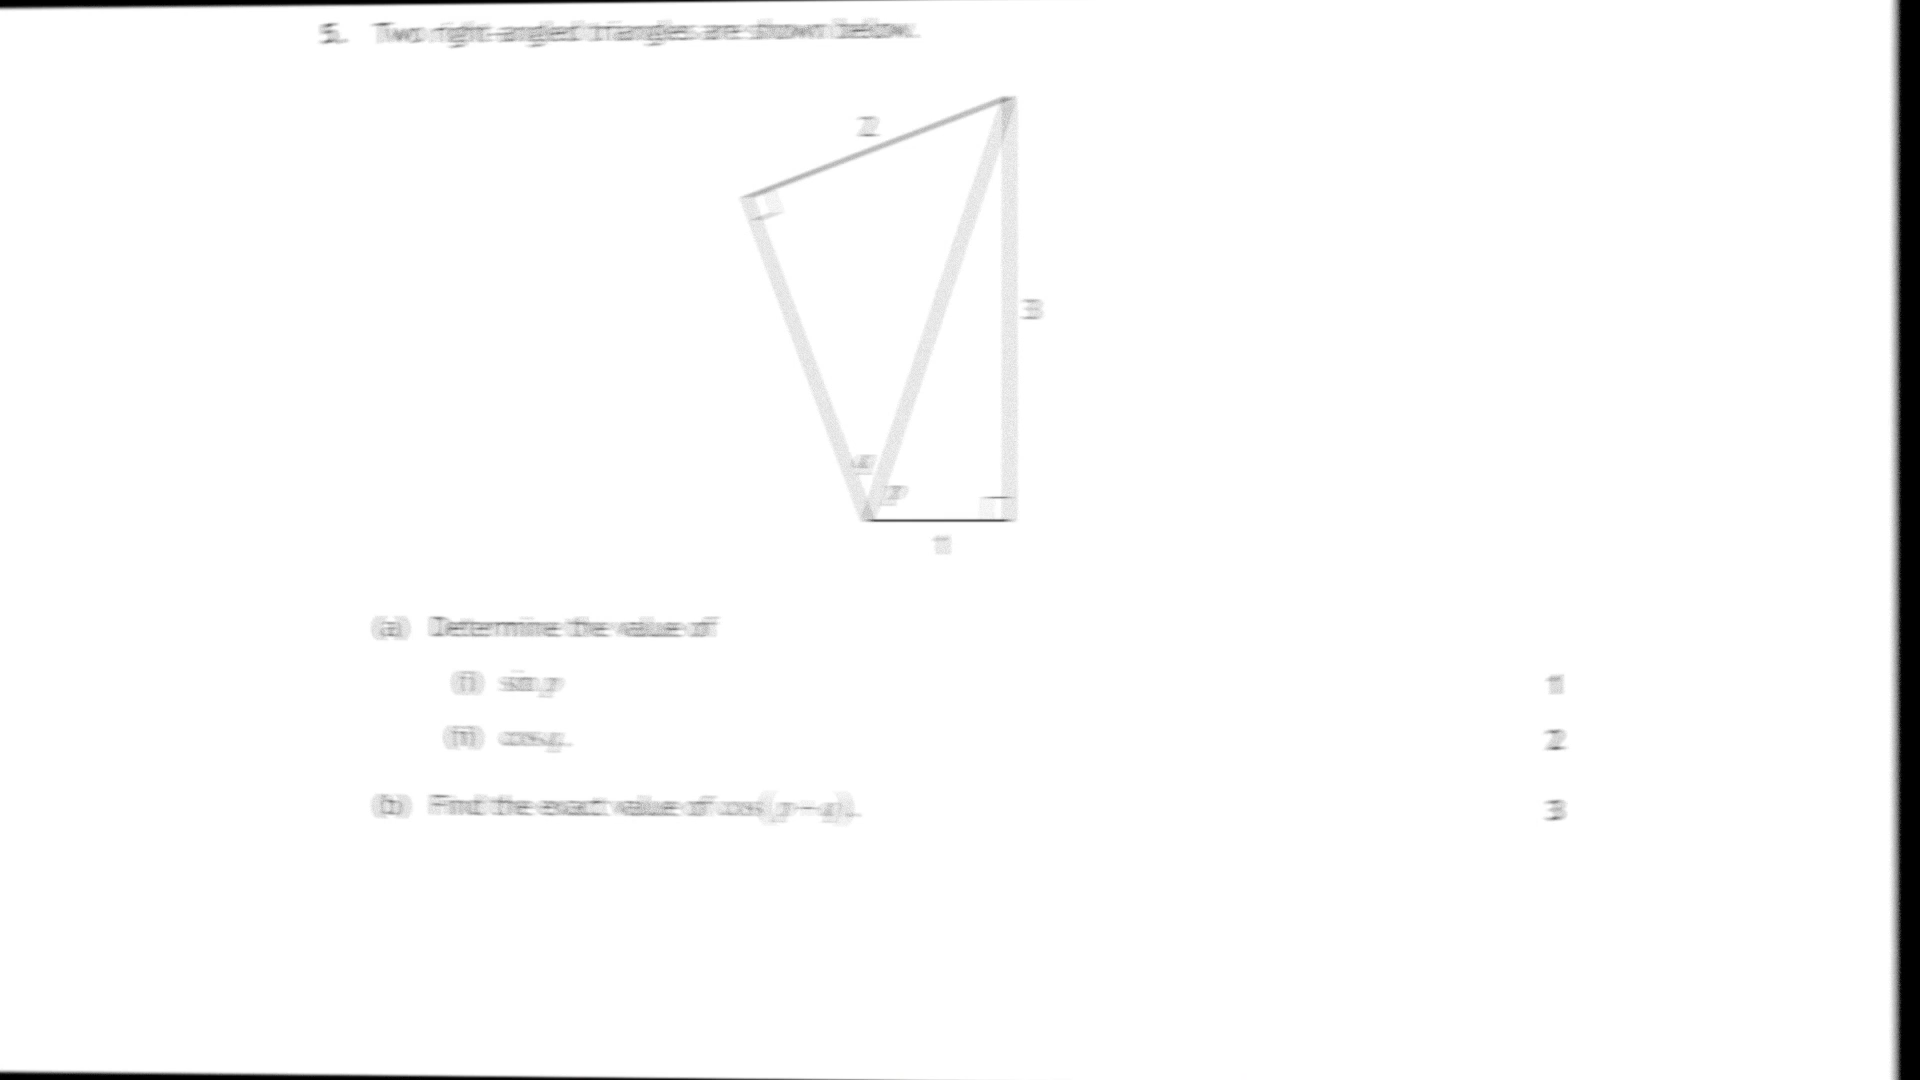 5. Two right-angled triangles are shown below.
2
3
q
p
1
(a) Determine the value of
(i) sin p 1
(ii) cos q. 2
(b) Find the exact value of cos(p − q). 3